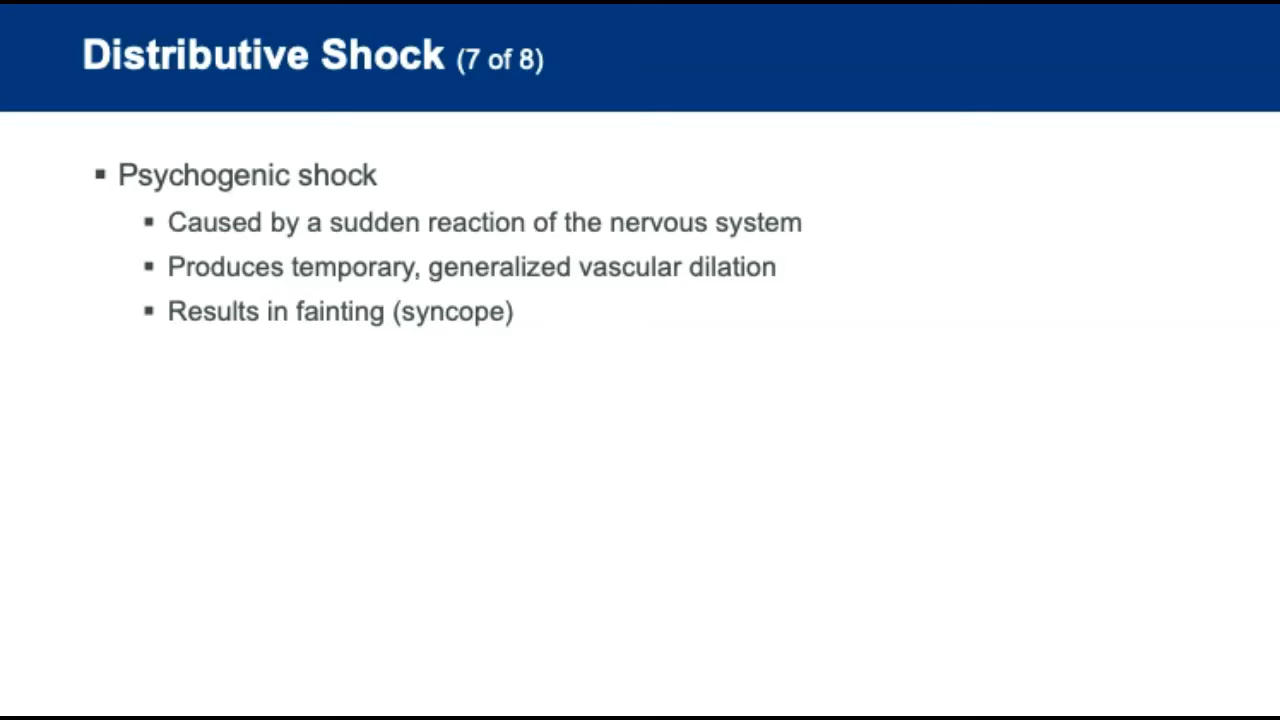 Distributive Shock (7 of 8)
▪ Psychogenic shock
▪ Caused by a sudden reaction of the nervous system
▪ Produces temporary, generalized vascular dilation
▪ Results in fainting (syncope)